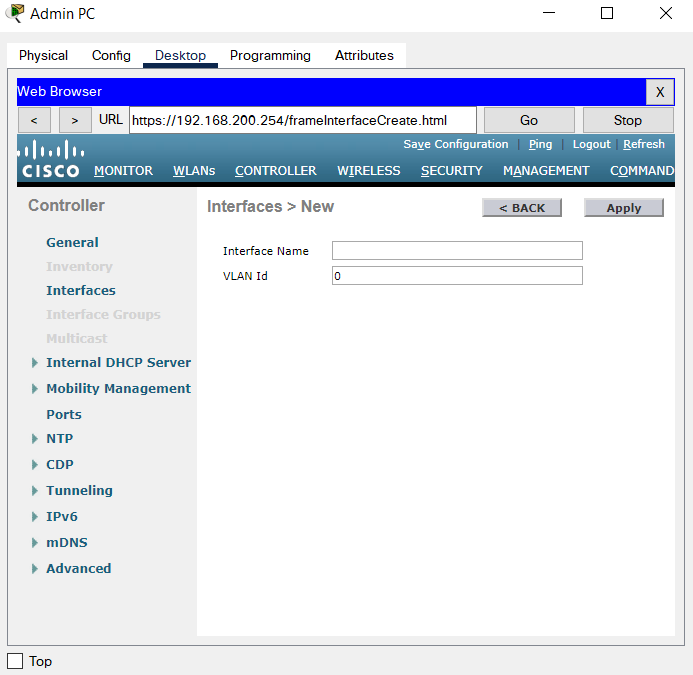 Admin PC
Physical Config Desktop Programming Attributes
Web Browser X
< > URL https://192.168.200.254/frameInterfaceCreate.html Go Stop
Save Configuration | Ping | Logout | Refresh
CISCO MONITOR WLANs CONTROLLER WIRELESS SECURITY MANAGEMENT COMMAND
Controller
General
Inventory
Interfaces
Interface Groups
Multicast
Internal DHCP Server
Mobility Management
Ports
NTP
CDP
Tunneling
IPv6
mDNS
Advanced
Interfaces > New < BACK Apply
Interface Name
VLAN Id 0
Top